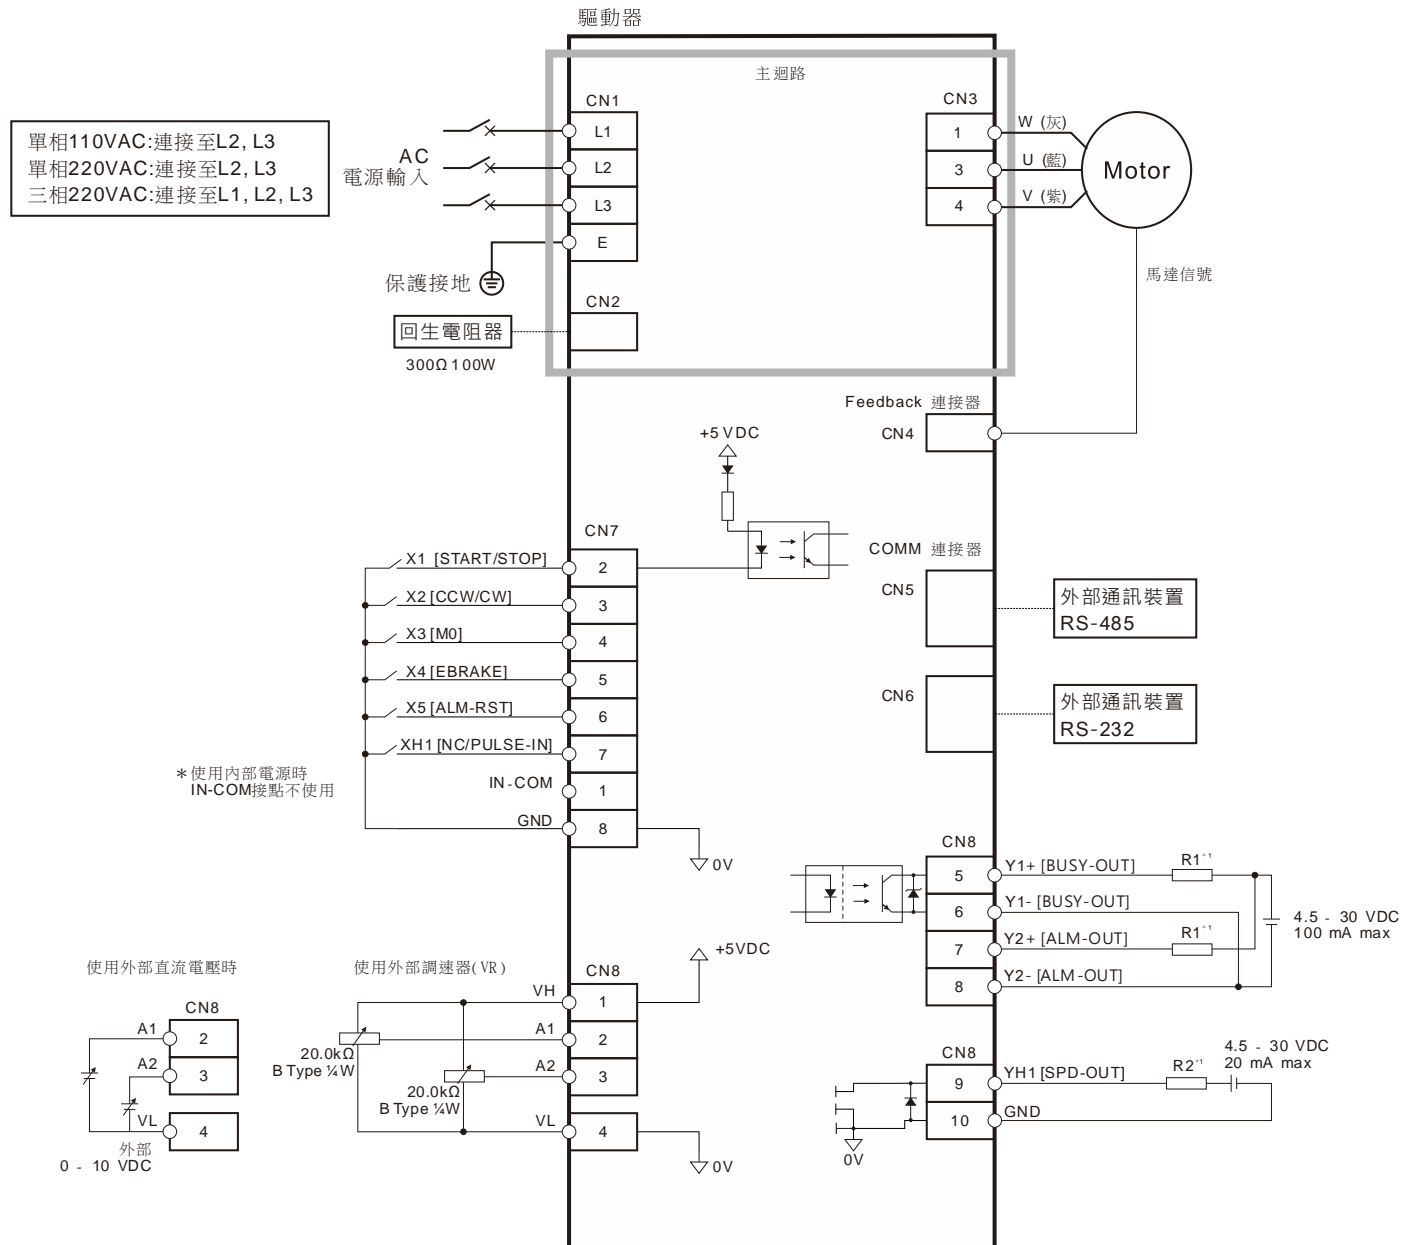 驅動器
主迴路
單相110VAC:連接至L2, L3
單相220VAC:連接至L2, L3
三相220VAC:連接至L1, L2, L3
AC
電源輸入
CN1
L1
L2
L3
E
保護接地
CN2
回生電阻器
300Ω 100W
CN3
1
3
4
W (灰)
U (藍)
V (紫)
Motor
馬達信號
Feedback 連接器
CN4
+5 VDC
CN7
X1 [START/STOP]
2
X2 [CCW/CW]
3
X3 [M0]
4
X4 [EBRAKE]
5
X5 [ALM-RST]
6
XH1 [NC/PULSE-IN]
7
IN-COM
1
GND
8
0V
＊使用內部電源時
IN-COM接點不使用
COMM 連接器
CN5
外部通訊裝置
RS-485
CN6
外部通訊裝置
RS-232
CN8
5
Y1+ [BUSY-OUT]
R1*1
6
Y1- [BUSY-OUT]
7
Y2+ [ALM-OUT]
R1*1
8
Y2- [ALM-OUT]
4.5 - 30 VDC
100 mA max
使用外部直流電壓時
CN8
A1
2
A2
3
VL
4
外部
0 - 10 VDC
使用外部調速器(VR)
CN8
VH
1
+5VDC
A1
2
A2
3
VL
4
0V
20.0kΩ
B Type ¼W
20.0kΩ
B Type ¼W
CN8
9
YH1 [SPD-OUT]
R2*1
4.5 - 30 VDC
20 mA max
10
GND
0V